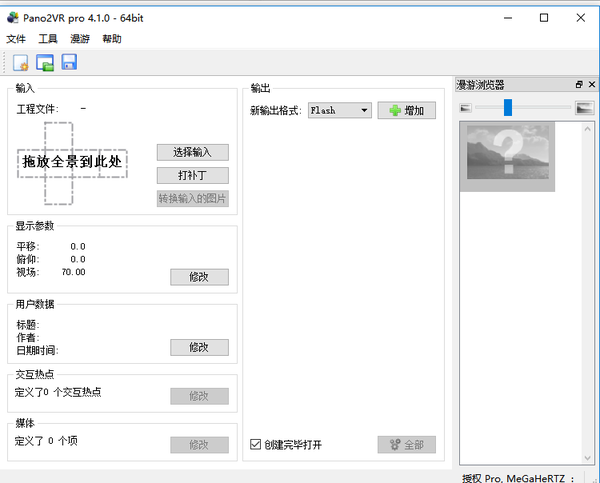 Pano2VR pro 4.1.0 - 64bit
文件 工具 漫游 帮助
输入
工程文件: -
拖放全景到此处
选择输入
打补丁
转换输入的图片
显示参数
平移: 0.0
俯仰: 0.0
视场: 70.00
修改
用户数据
标题:
作者:
日期时间:
修改
交互热点
定义了0 个交互热点
修改
媒体
定义了 0 个项
修改
输出
新输出格式: Flash 增加
创建完毕打开 全部
漫游浏览器
?
授权 Pro, MeGaHeRTZ :